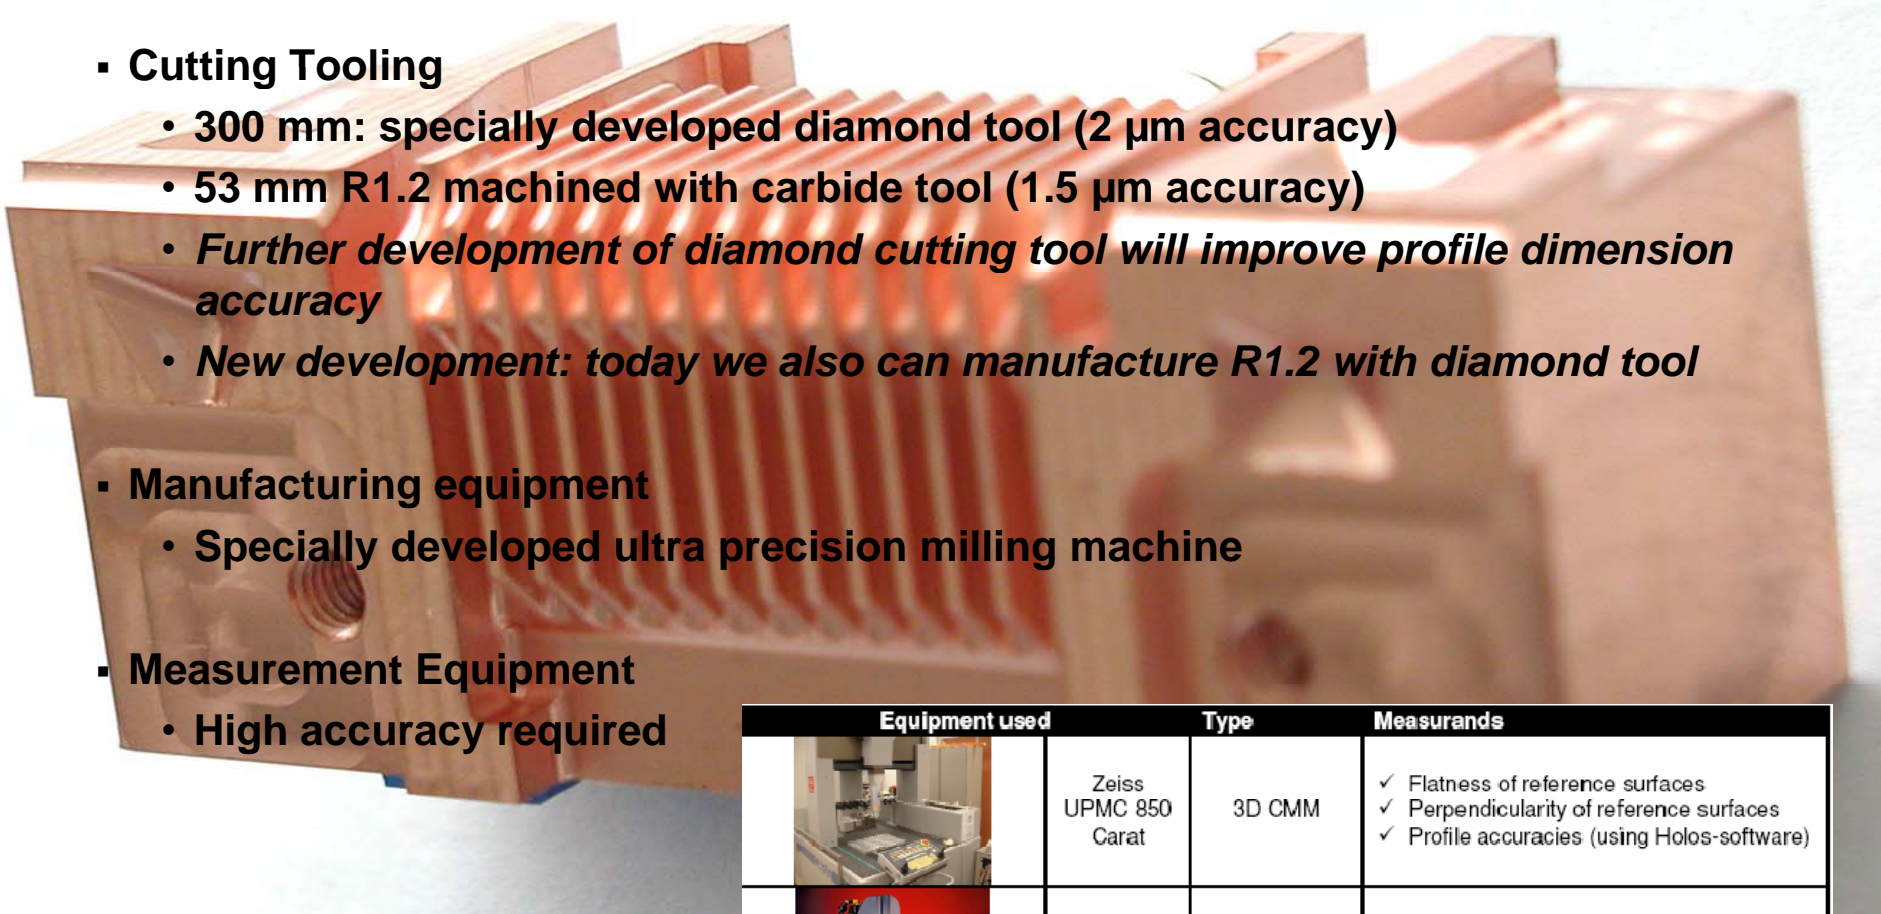 ▪ Cutting Tooling
• 300 mm: specially developed diamond tool (2 µm accuracy)
• 53 mm R1.2 machined with carbide tool (1.5 µm accuracy)
• Further development of diamond cutting tool will improve profile dimension
accuracy
• New development: today we also can manufacture R1.2 with diamond tool
▪ Manufacturing equipment
• Specially developed ultra precision milling machine
▪ Measurement Equipment
• High accuracy required
Equipment used Type Measurands
Zeiss
UPMC 850
Carat
3D CMM
✓ Flatness of reference surfaces
✓ Perpendicularity of reference surfaces
✓ Profile accuracies (using Holos-software)